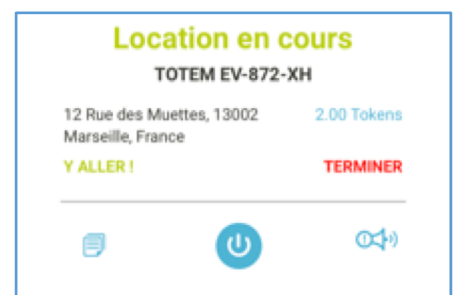 Location en cours
TOTEM EV-872-XH
12 Rue des Muettes, 13002
Marseille, France
2.00 Tokens
Y ALLER !
TERMINER